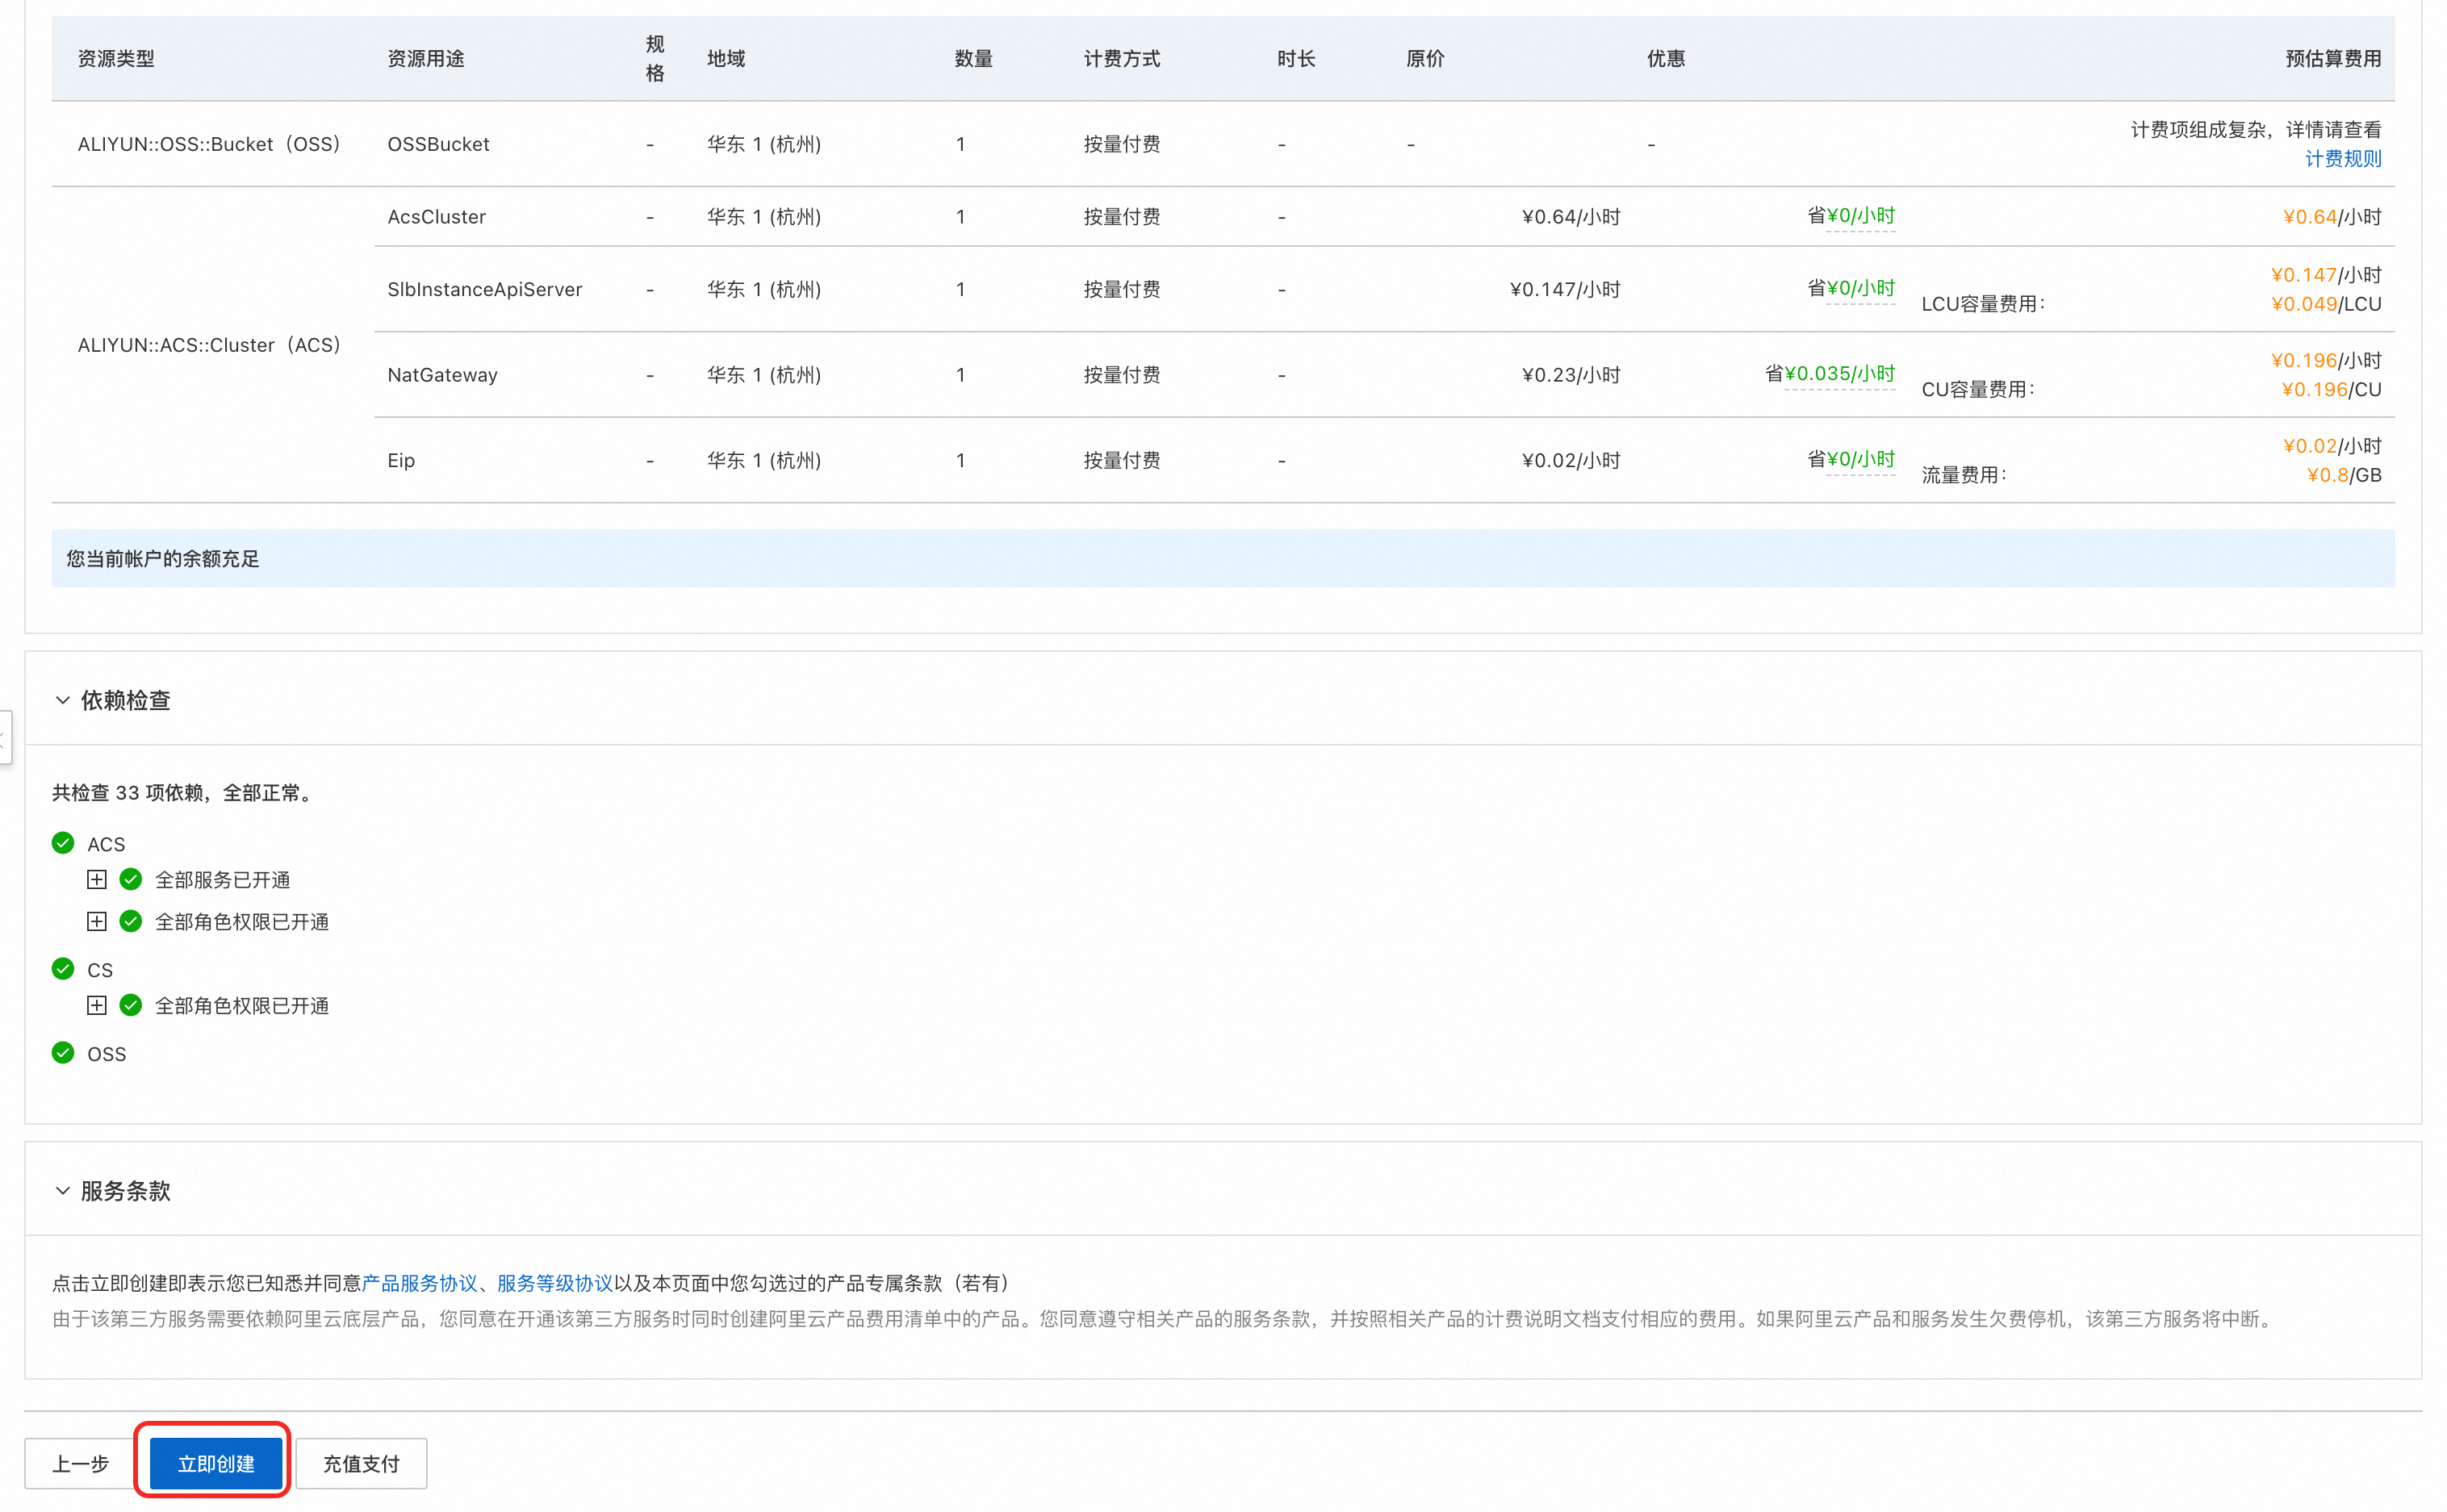 资源类型 资源用途 规格 地域 数量 计费方式 时长 原价 优惠 预估算费用
ALIYUN::OSS::Bucket（OSS） OSSBucket - 华东 1 (杭州) 1 按量付费 - - - 计费项组成复杂，详情请查看
计费规则
AcsCluster - 华东 1 (杭州) 1 按量付费 - ¥0.64/小时 省¥0/小时 ¥0.64/小时
ALIYUN::ACS::Cluster（ACS）
SlbInstanceApiServer - 华东 1 (杭州) 1 按量付费 - ¥0.147/小时 省¥0/小时 ¥0.147/小时
LCU容量费用： ¥0.049/LCU
NatGateway - 华东 1 (杭州) 1 按量付费 - ¥0.23/小时 省¥0.035/小时 ¥0.196/小时
CU容量费用： ¥0.196/CU
Eip - 华东 1 (杭州) 1 按量付费 - ¥0.02/小时 省¥0/小时 ¥0.02/小时
流量费用： ¥0.8/GB
您当前帐户的余额充足
依赖检查
共检查 33 项依赖，全部正常。
ACS
全部服务已开通
全部角色权限已开通
CS
全部角色权限已开通
OSS
服务条款
点击立即创建即表示您已知悉并同意产品服务协议、服务等级协议以及本页面中您勾选过的产品专属条款（若有）
由于该第三方服务需要依赖阿里云底层产品，您同意在开通该第三方服务时同时创建阿里云产品费用清单中的产品。您同意遵守相关产品的服务条款，并按照相关产品的计费说明文档支付相应的费用。如果阿里云产品和服务发生欠费停机，该第三方服务将中断。
上一步 立即创建 充值支付